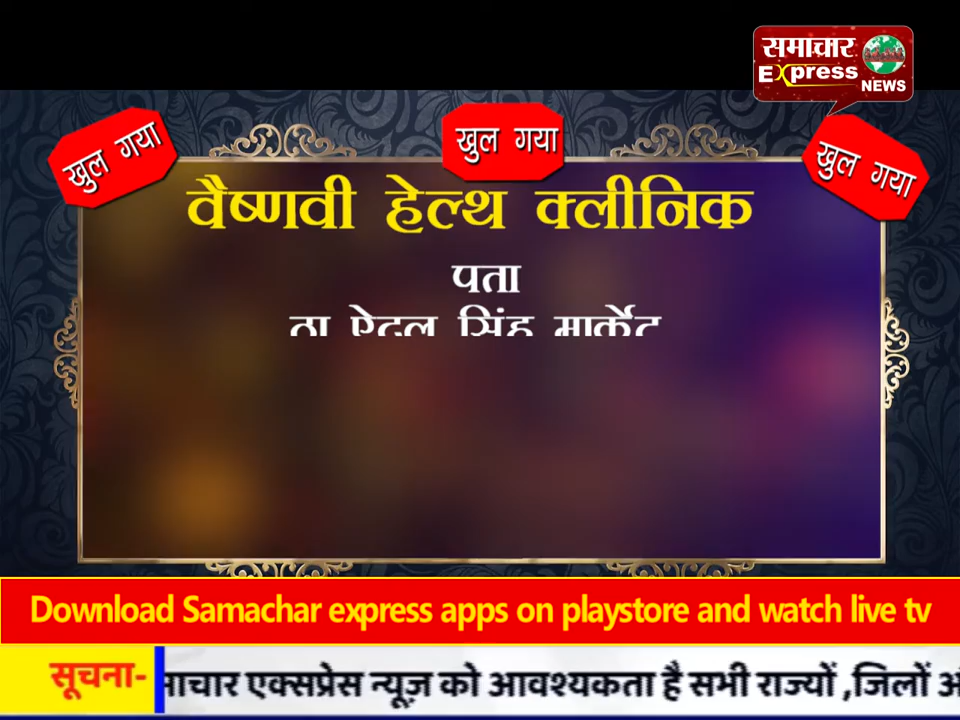 समाचार
Express
NEWS
खुल गया
खुल गया
खुल गया
वैष्णवी हेल्थ क्लीनिक
पता
ठा ऐदल सिंह मार्केट
Download Samachar express apps on playstore and watch live tv
सूचना- माचार एक्सप्रेस न्यूज़ को आवश्यकता है सभी राज्यों ,जिलों